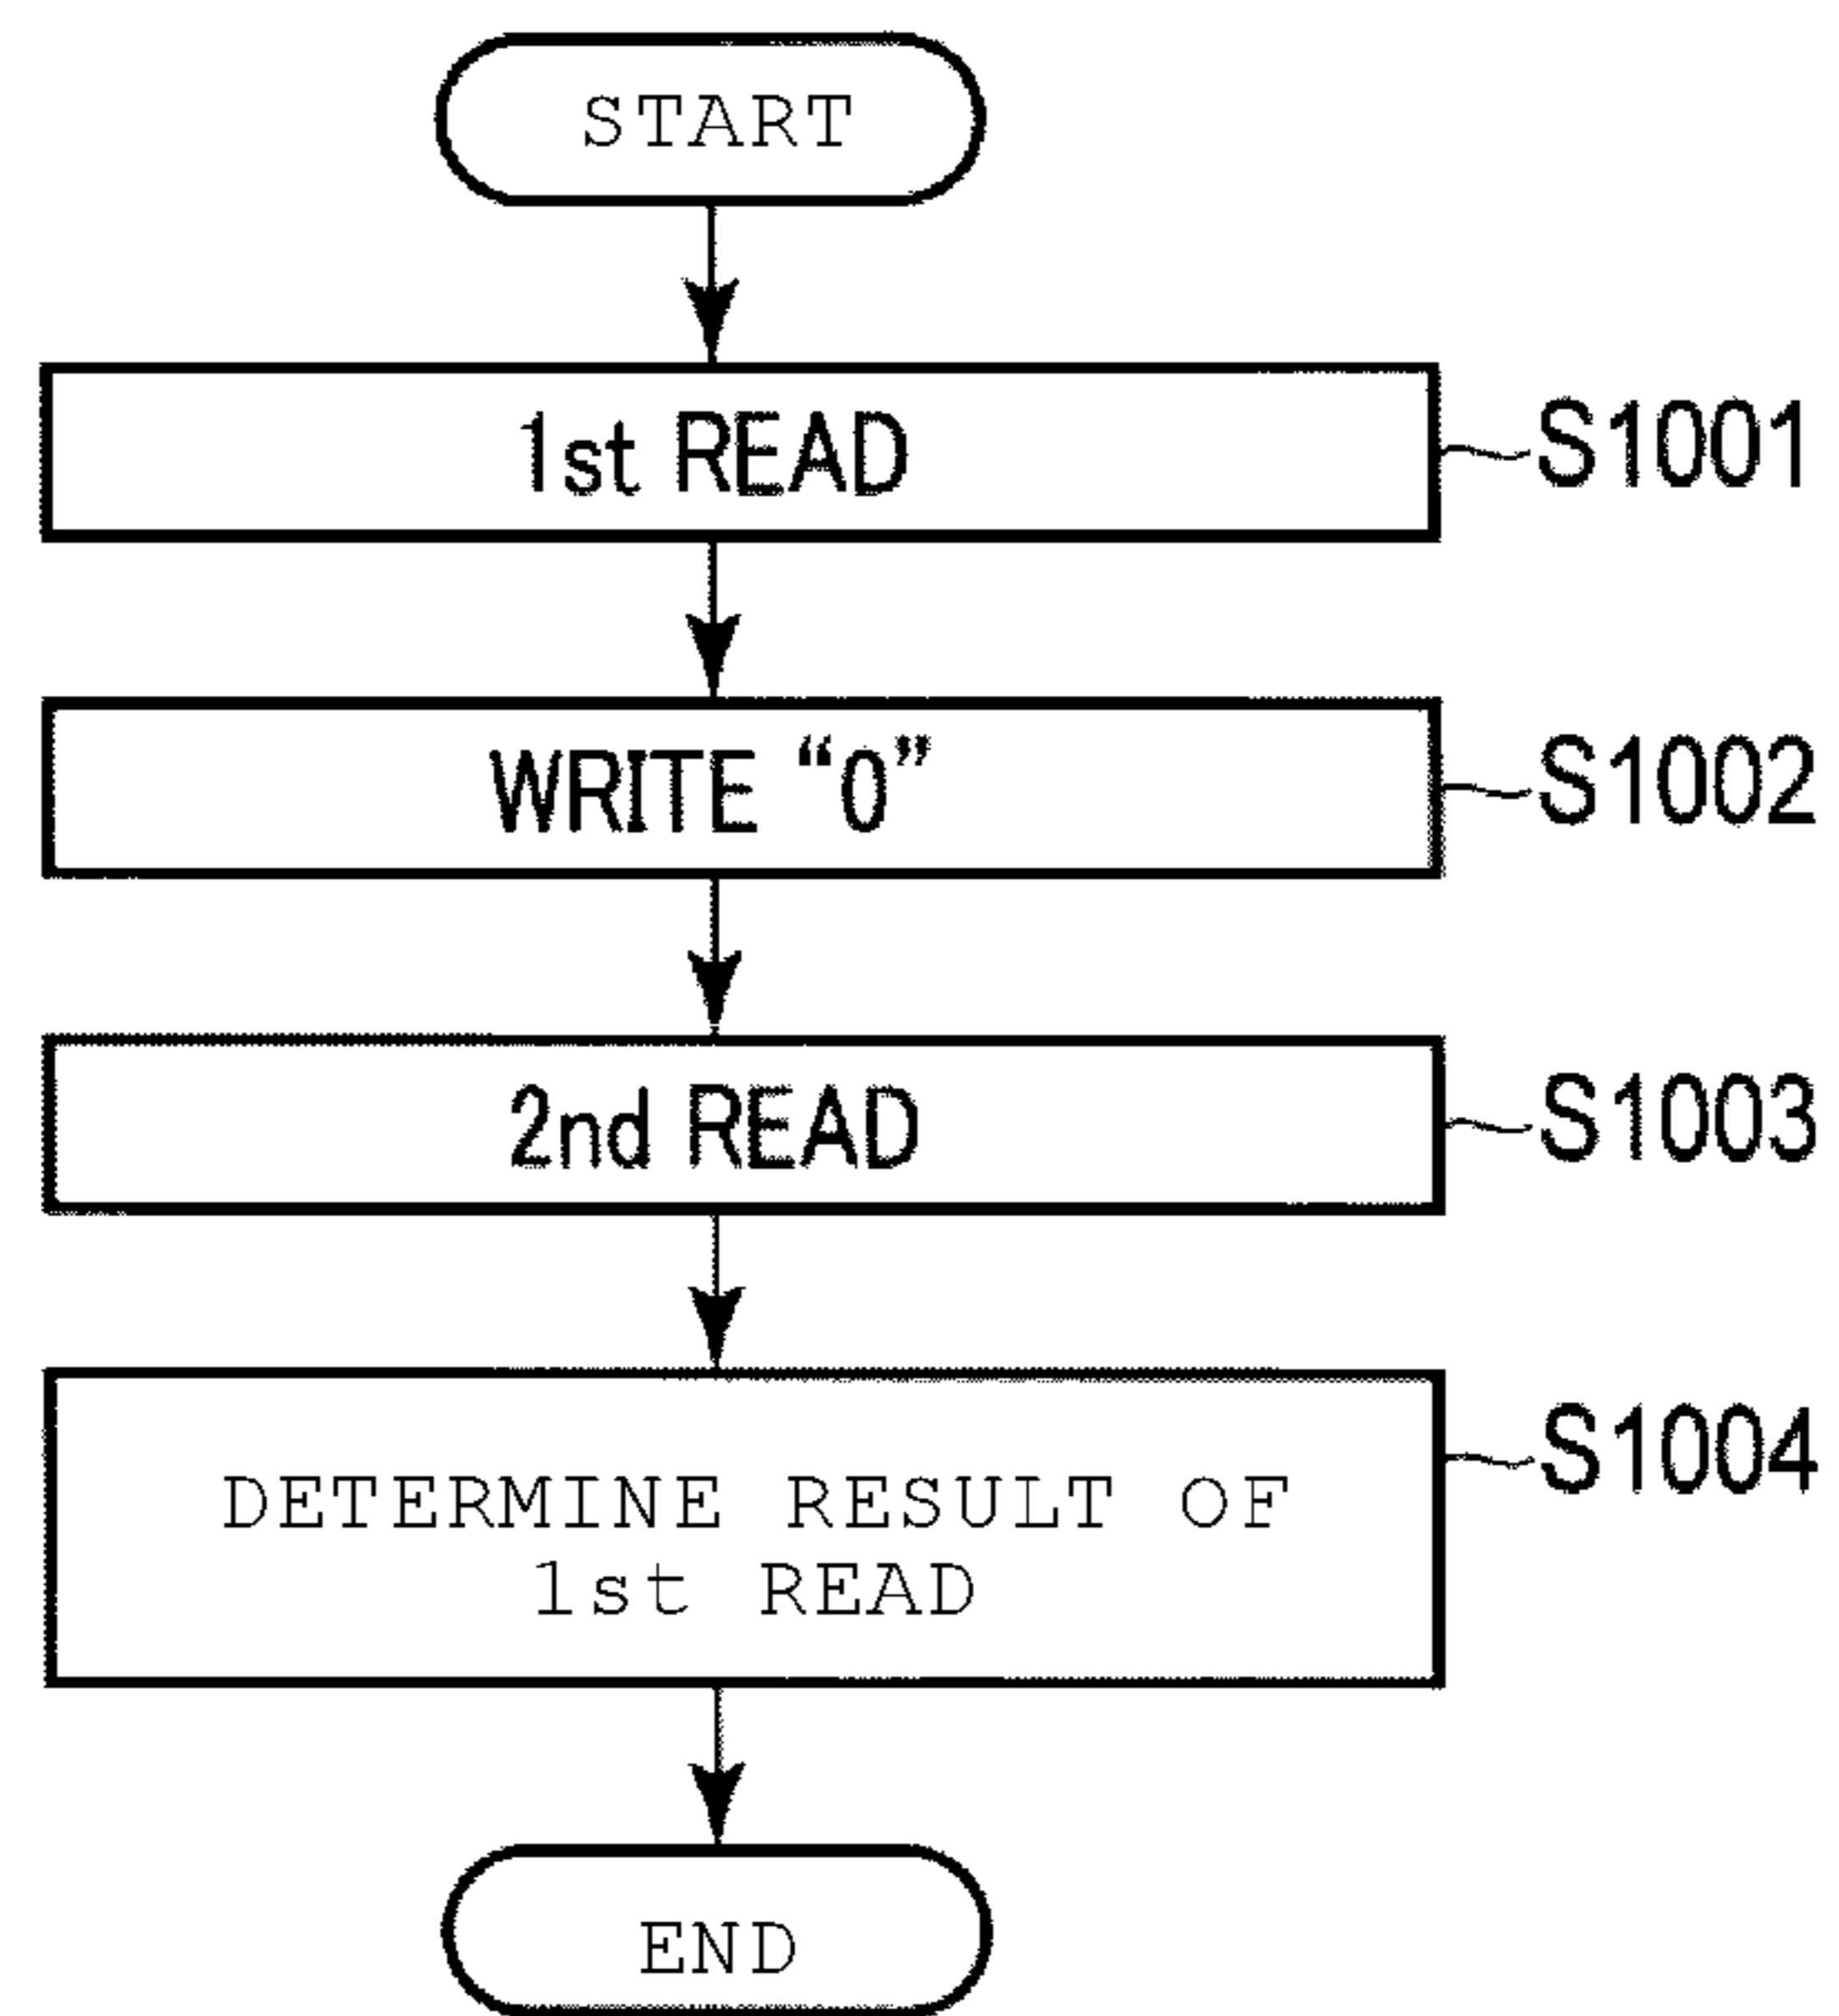 START
1st READ
S1001
WRITE “0”
S1002
2nd READ
S1003
DETERMINE RESULT OF
1st READ
S1004
END